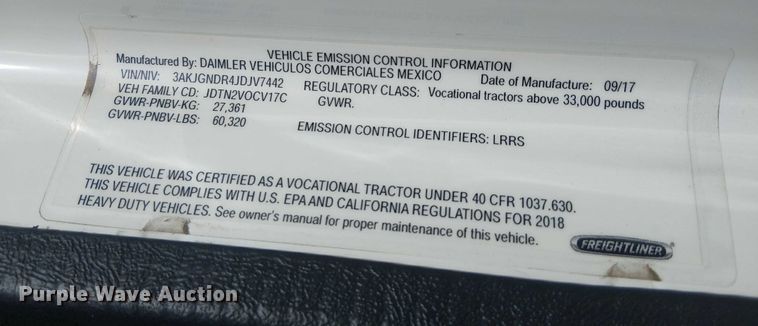 VEHICLE EMISSION CONTROL INFORMATION
Manufactured By: DAIMLER VEHICULOS COMERCIALES MEXICO Date of Manufacture: 09/17
VIN/NIV: 3AKJGNDR4JDJV7442 REGULATORY CLASS: Vocational tractors above 33,000 pounds
VEH FAMILY CD: JDTN2VOCV17C GVWR.
GVWR-PNBV-KG: 27,361
GVWR-PNBV-LBS: 60,320 EMISSION CONTROL IDENTIFIERS: LRRS
THIS VEHICLE WAS CERTIFIED AS A VOCATIONAL TRACTOR UNDER 40 CFR 1037.630.
THIS VEHICLE COMPLIES WITH U.S. EPA AND CALIFORNIA REGULATIONS FOR 2018
HEAVY DUTY VEHICLES. See owner's manual for proper maintenance of this vehicle.
FREIGHTLINER
Purple Wave Auction